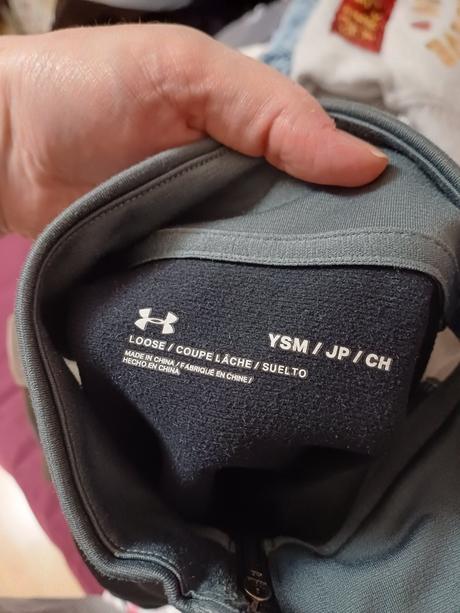 YSM / JP / CH
LOOSE / COUPE LÂCHE / SUELTO
MADE IN CHINA / FABRIQUÉ EN CHINE /
HECHO EN CHINA